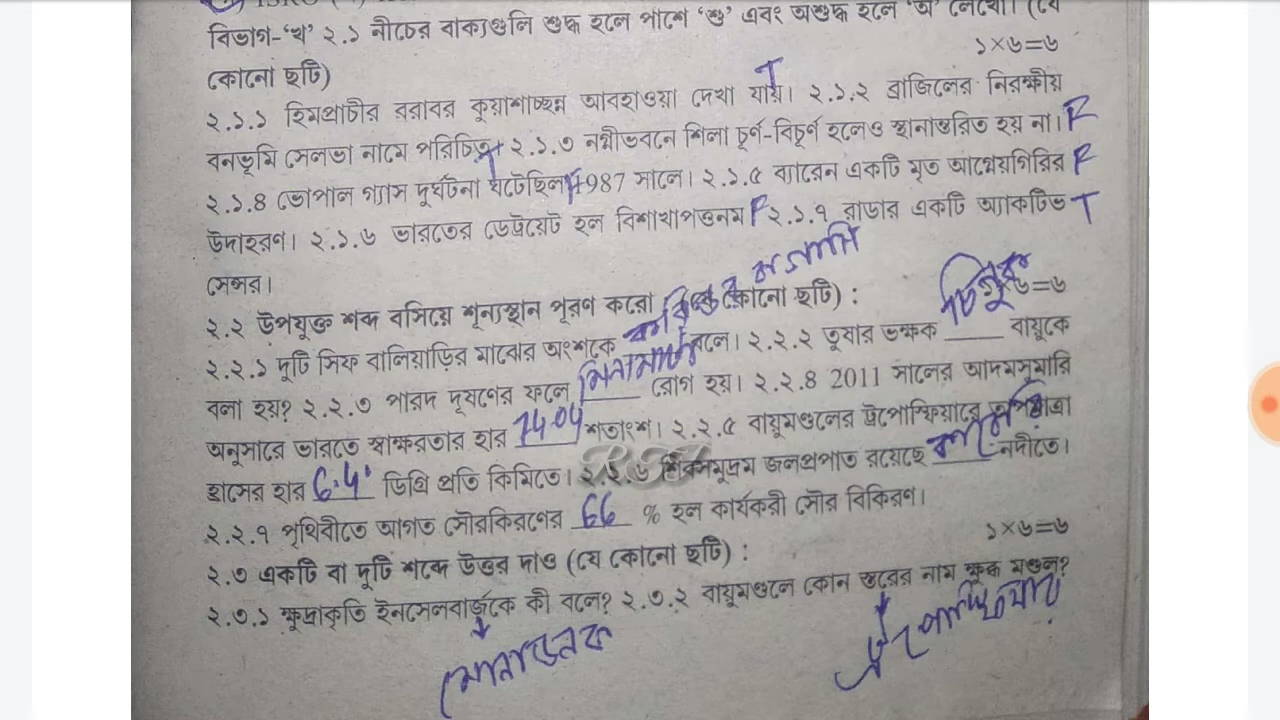 বিভাগ-‘খ’ ২.১ নীচের বাক্যগুলি শুদ্ধ হলে পাশে ‘শু’ এবং অশুদ্ধ হলে ‘অ’ লেখো। (যে
কোনো ছটি) ১×৬=৬
২.১.১ হিমপ্রাচীর বরাবর কুয়াশাচ্ছন্ন আবহাওয়া দেখা যায়। T ২.১.২ ব্রাজিলের নিরক্ষীয়
বনভূমি সেলভা নামে পরিচিত। T ২.১.৩ নগ্নীভবনে শিলা চূর্ণ-বিচূর্ণ হলেও স্থানান্তরিত হয় না। F
২.১.৪ ভোপাল গ্যাস দুর্ঘটনা ঘটেছিল 1987 সালে। F ২.১.৫ ব্যারেন একটি মৃত আগ্নেয়গিরির F
উদাহরণ। ২.১.৬ ভারতের ডেট্রয়েট হল বিশাখাপত্তনম F ২.১.৭ রাডার একটি অ্যাকটিভ T
সেন্সর।
২.২ উপযুক্ত শব্দ বসিয়ে শূন্যস্থান পূরণ করো (যে কোনো ছটি) : ১×৬=৬
২.২.১ দুটি সিফ বালিয়াড়ির মাঝের অংশকে করিডর বা গাসি বলে। ২.২.২ তুষার ভক্ষক চিনুক বায়ুকে
বলা হয়? ২.২.৩ পারদ দূষণের ফলে মিনামাটা রোগ হয়। ২.২.৪ 2011 সালের আদমসুমারি
অনুসারে ভারতে স্বাক্ষরতার হার 74.04 শতাংশ। ২.২.৫ বায়ুমণ্ডলের ট্রপোস্ফিয়ারে তাপমাত্রা
হ্রাসের হার 6.4° ডিগ্রি প্রতি কিমিতে। ২.২.৬ শিবসমুদ্রম জলপ্রপাত রয়েছে কাবেরি নদীতে।
২.২.৭ পৃথিবীতে আগত সৌরকিরণের 66 % হল কার্যকরী সৌর বিকিরণ।
২.৩ একটি বা দুটি শব্দে উত্তর দাও (যে কোনো ছটি) : ১×৬=৬
২.৩.১ ক্ষুদ্রাকৃতি ইনসেলবার্জকে কী বলে? ২.৩.২ বায়ুমণ্ডলে কোন স্তরের নাম ক্ষুব্ধ মণ্ডল?
মোনাডনক ট্রপোস্ফিয়ার